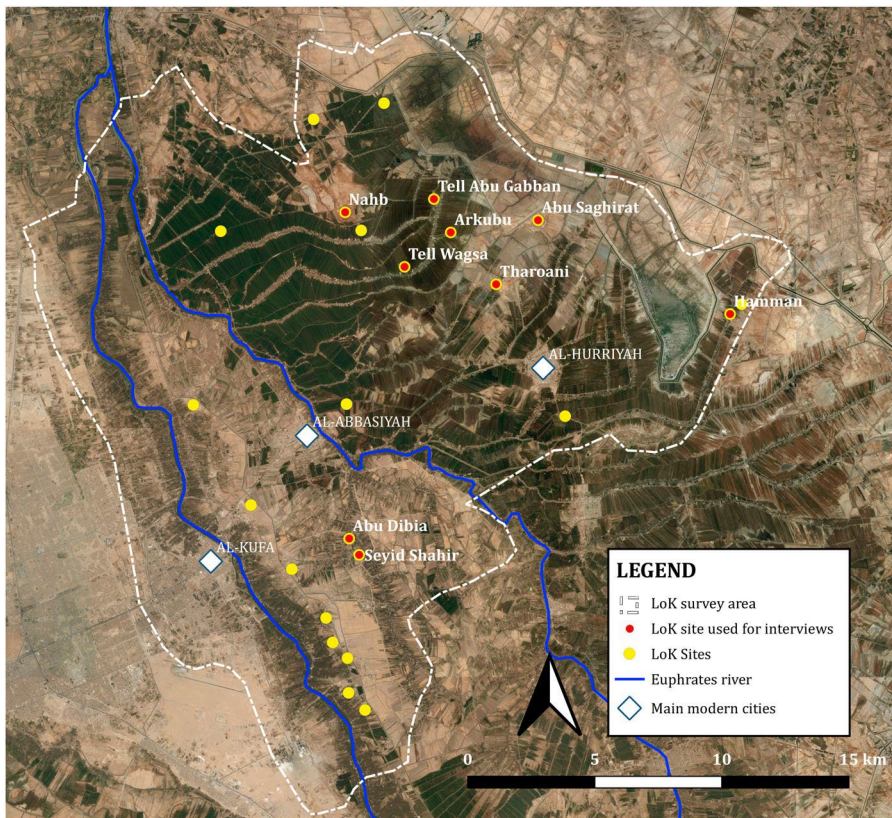 Tell Abu Gabban
Nahb
Abu Saghirat
Arkubu
Tell Wagsa
Tharoani
Hamman
AL-HURRIYAH
AL-ABBASIYAH
Abu Dibia
AL-KUFA
Seyid Shahir
LEGEND
LoK survey area
LoK site used for interviews
LoK Sites
Euphrates river
Main modern cities
0 5 10 15 km